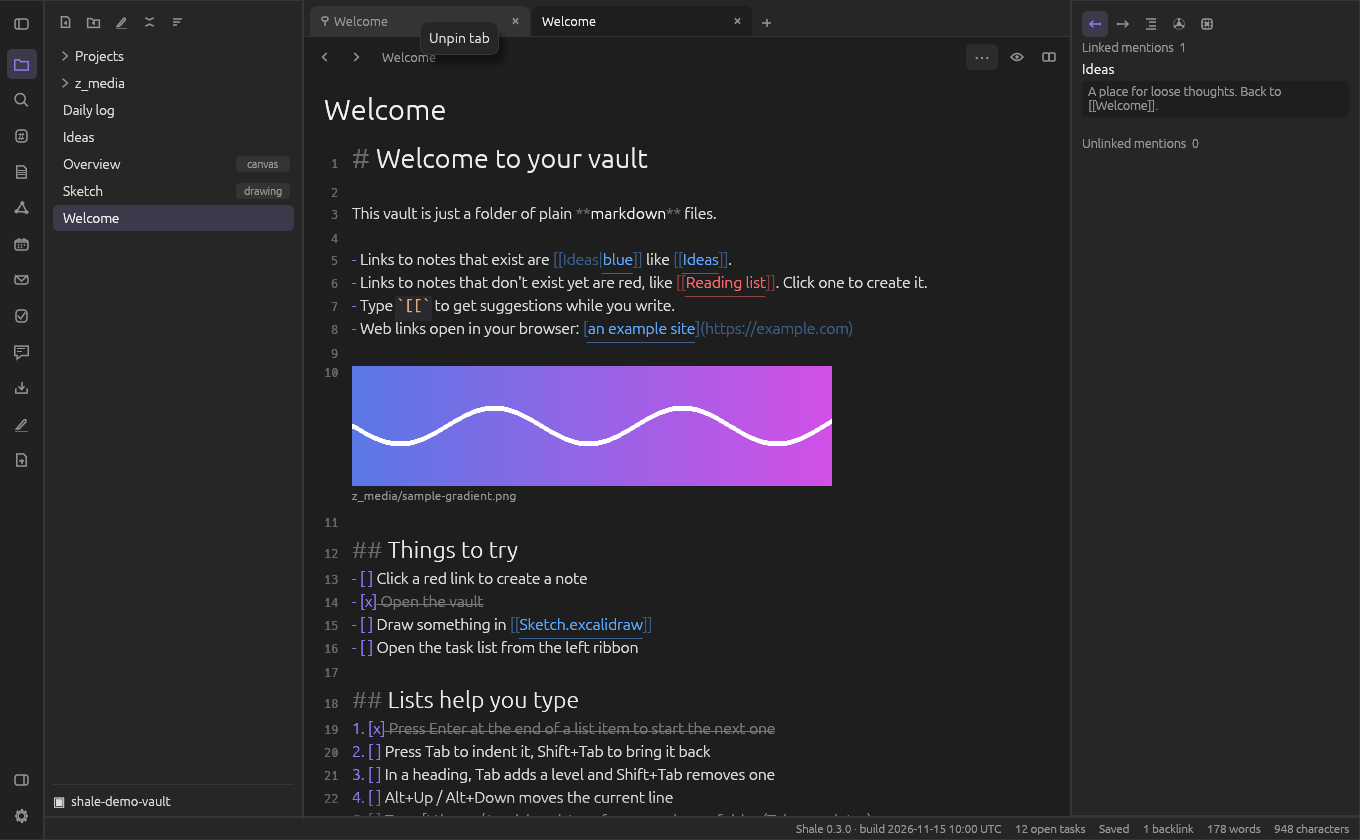 Projects
z_media
Daily log
Ideas
Overview canvas
Sketch drawing
Welcome
shale-demo-vault
Welcome × Welcome × +
Unpin tab
Welcome
Welcome
1 # Welcome to your vault
2
3 This vault is just a folder of plain **markdown** files.
4
5 - Links to notes that exist are [[Ideas|blue]] like [[Ideas]].
6 - Links to notes that don't exist yet are red, like [[Reading list]]. Click one to create it.
7 - Type `[[` to get suggestions while you write.
8 - Web links open in your browser: [an example site](https://example.com)
9
10
z_media/sample-gradient.png
11
12 ## Things to try
13 - [ ] Click a red link to create a note
14 - [x] Open the vault
15 - [ ] Draw something in [[Sketch.excalidraw]]
16 - [ ] Open the task list from the left ribbon
17
18 ## Lists help you type
19 1. [x] Press Enter at the end of a list item to start the next one
20 2. [ ] Press Tab to indent it, Shift+Tab to bring it back
21 3. [ ] In a heading, Tab adds a level and Shift+Tab removes one
22 4. [ ] Alt+Up / Alt+Down moves the current line
Linked mentions 1
Ideas
A place for loose thoughts. Back to
[[Welcome]].
Unlinked mentions 0
Shale 0.3.0 · build 2026-11-15 10:00 UTC 12 open tasks Saved 1 backlink 178 words 948 characters